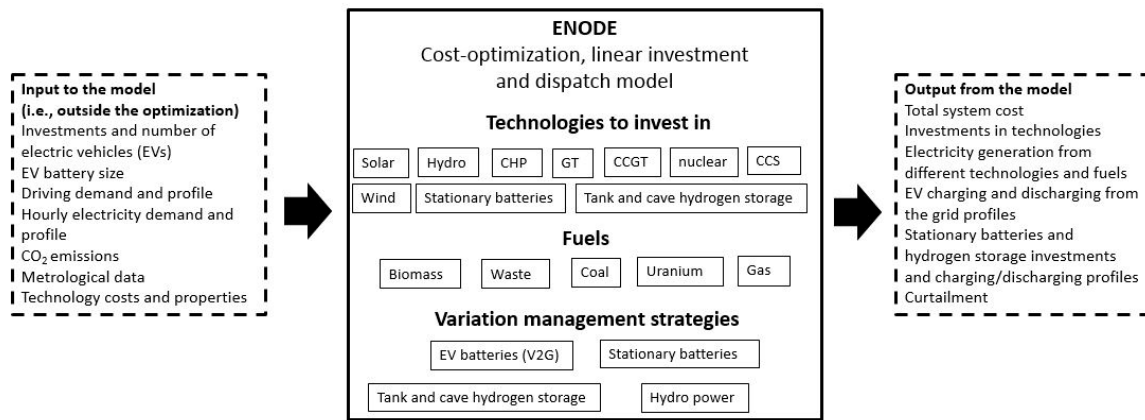 Input to the model
(i.e., outside the optimization)
Investments and number of
electric vehicles (EVs)
EV battery size
Driving demand and profile
Hourly electricity demand and
profile
CO₂ emissions
Metrological data
Technology costs and properties
ENODE
Cost-optimization, linear investment
and dispatch model
Technologies to invest in
Solar Hydro CHP GT CCGT nuclear CCS
Wind Stationary batteries Tank and cave hydrogen storage
Fuels
Biomass Waste Coal Uranium Gas
Variation management strategies
EV batteries (V2G) Stationary batteries
Tank and cave hydrogen storage Hydro power
Output from the model
Total system cost
Investments in technologies
Electricity generation from
different technologies and fuels
EV charging and discharging from
the grid profiles
Stationary batteries and
hydrogen storage investments
and charging/discharging profiles
Curtailment